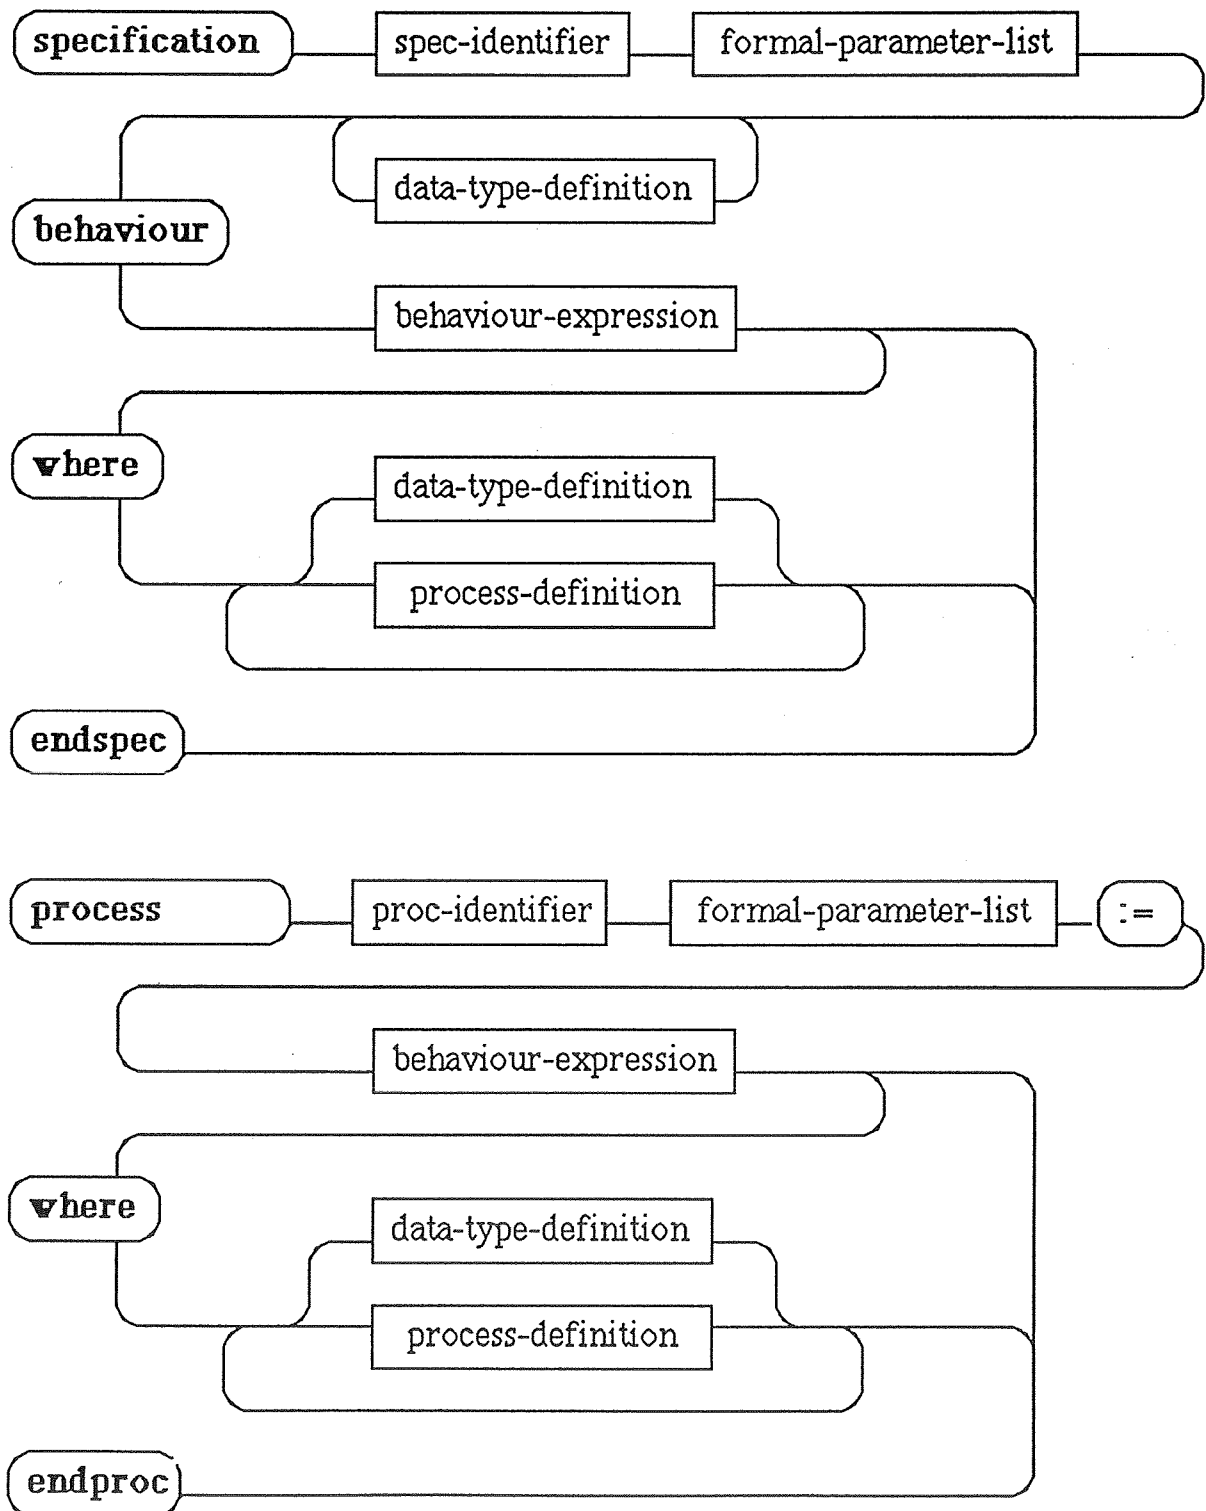 specification spec-identifier formal-parameter-list
data-type-definition
behaviour
behaviour-expression
where
data-type-definition
process-definition
endspec
process proc-identifier formal-parameter-list :=
behaviour-expression
where
data-type-definition
process-definition
endproc